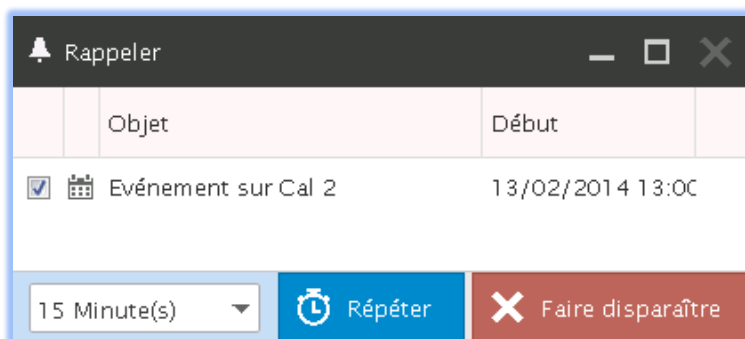 Rappeler
Objet Début
Evénement sur Cal 2 13/02/2014 13:00
15 Minute(s) Répéter Faire disparaître